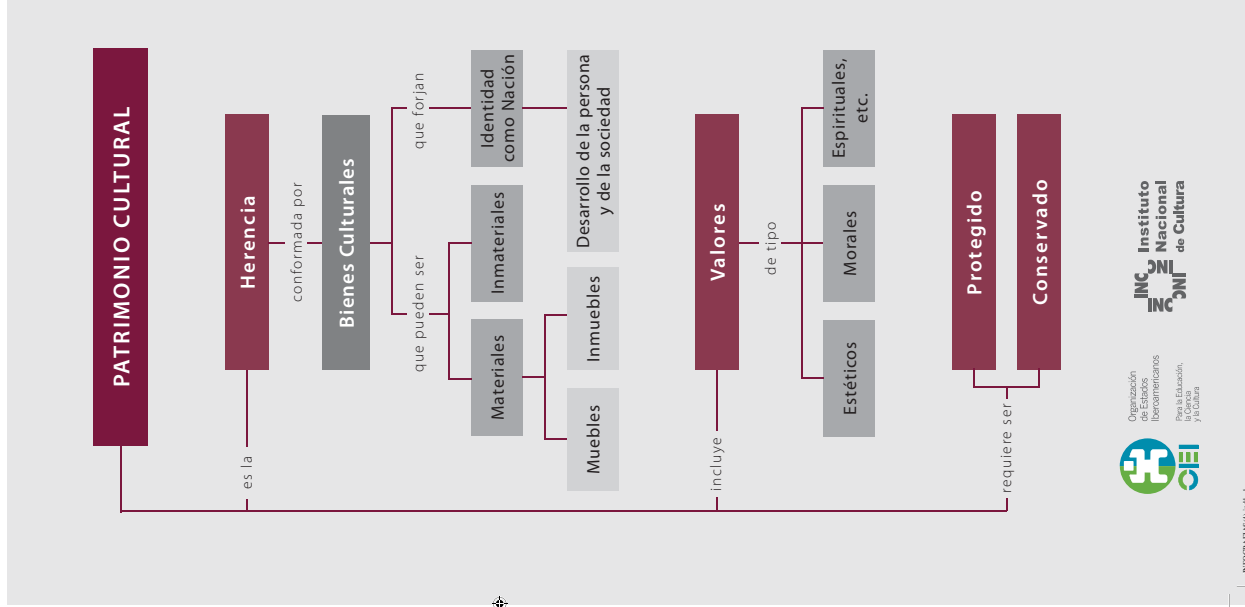 PATRIMONIO CULTURAL
es la
Herencia
conformada por
Bienes Culturales
que pueden ser
Materiales
Muebles
Inmuebles
Inmateriales
que forjan
Identidad
como Nación
Desarrollo de la persona
y de la sociedad
incluye
Valores
de tipo
Estéticos
Morales
Espirituales,
etc.
requiere ser
Protegido
Conservado
OEI
Organización
de Estados
Iberoamericanos
Para la Educación,
la Ciencia
y la Cultura
INC
INC
INC
INC
Instituto
Nacional
de Cultura